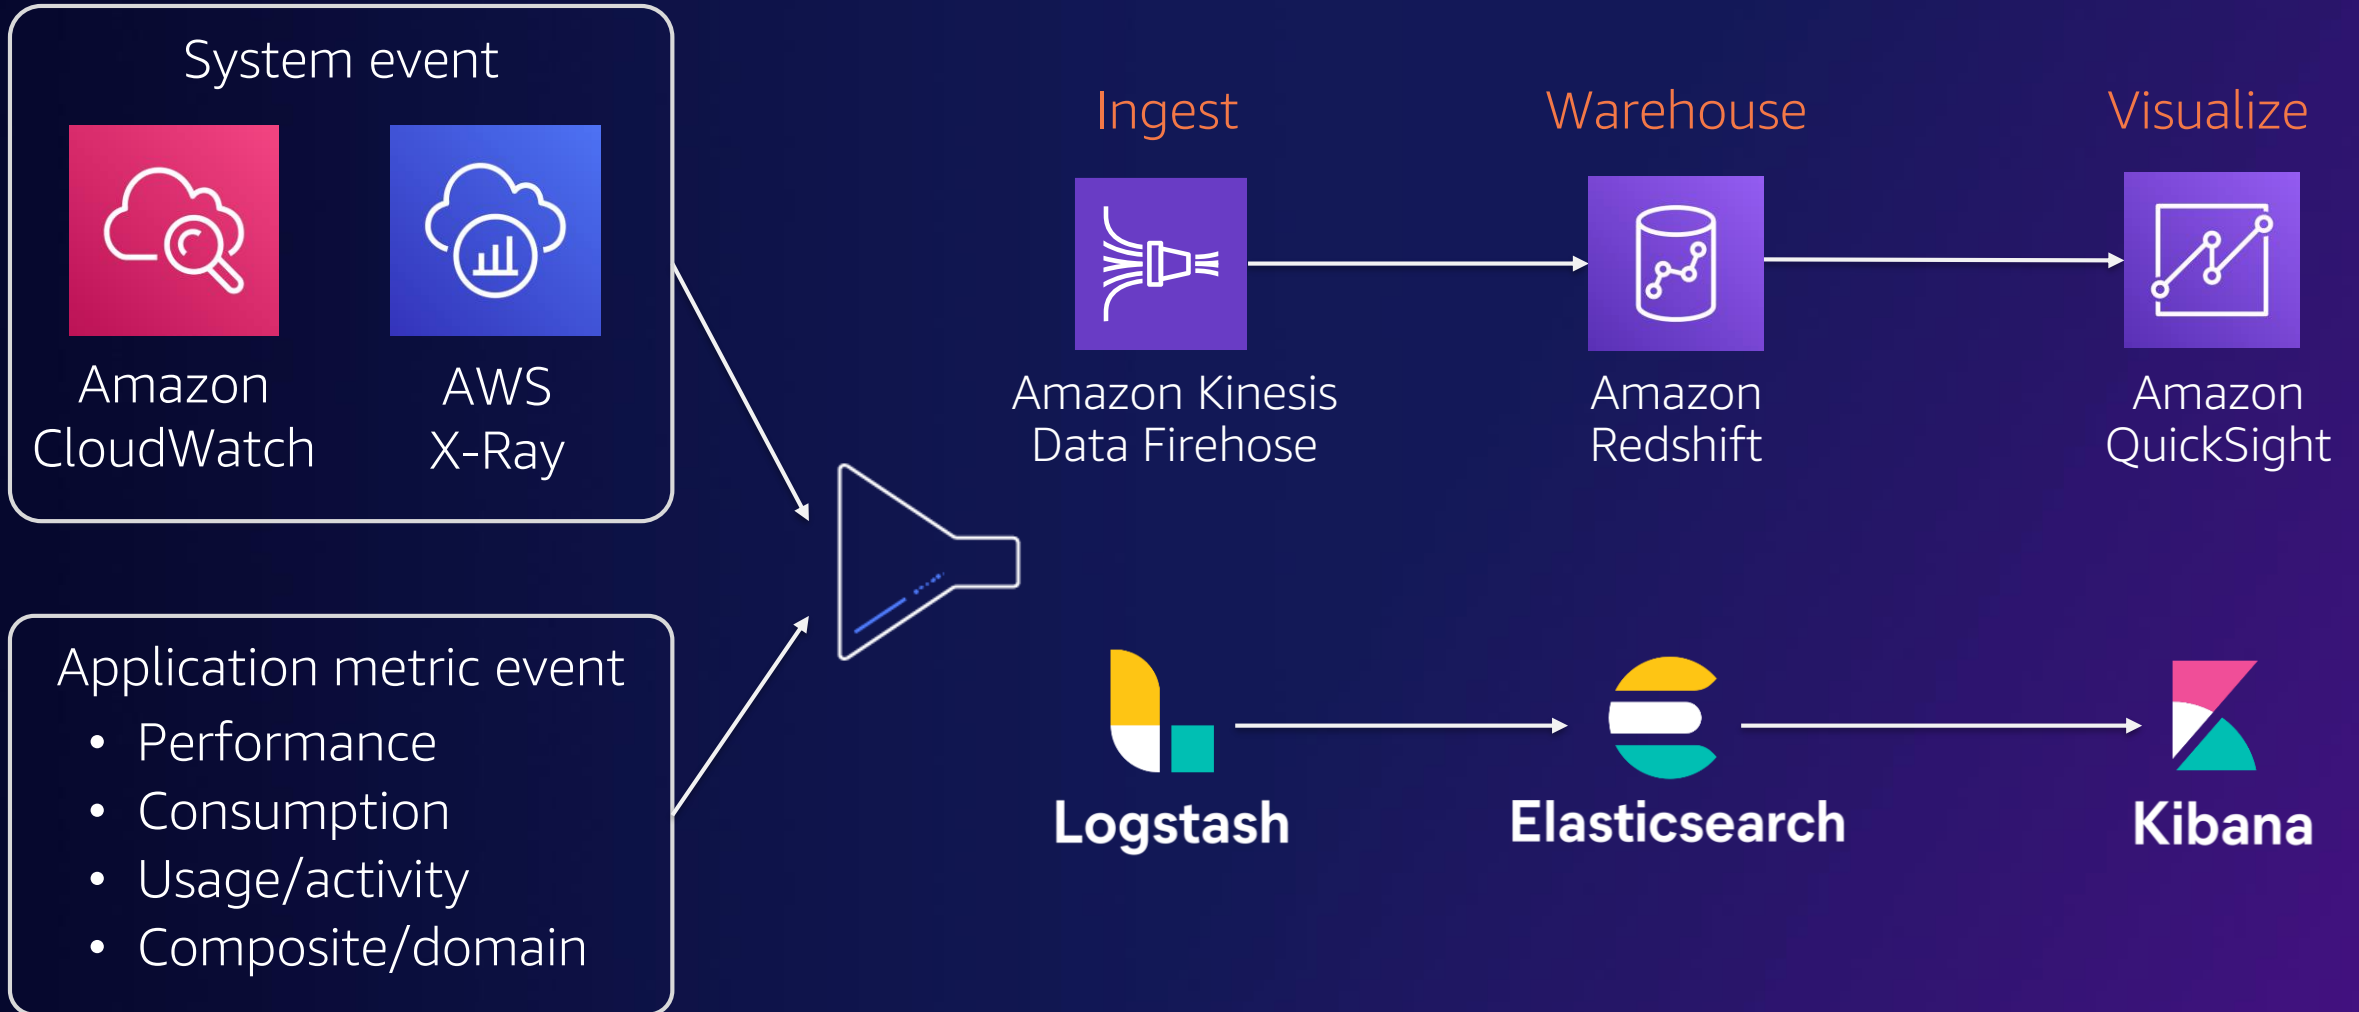 System event
Amazon
CloudWatch
AWS
X-Ray
Application metric event
• Performance
• Consumption
• Usage/activity
• Composite/domain
Ingest
Amazon Kinesis
Data Firehose
Warehouse
Amazon
Redshift
Visualize
Amazon
QuickSight
Logstash
Elasticsearch
Kibana